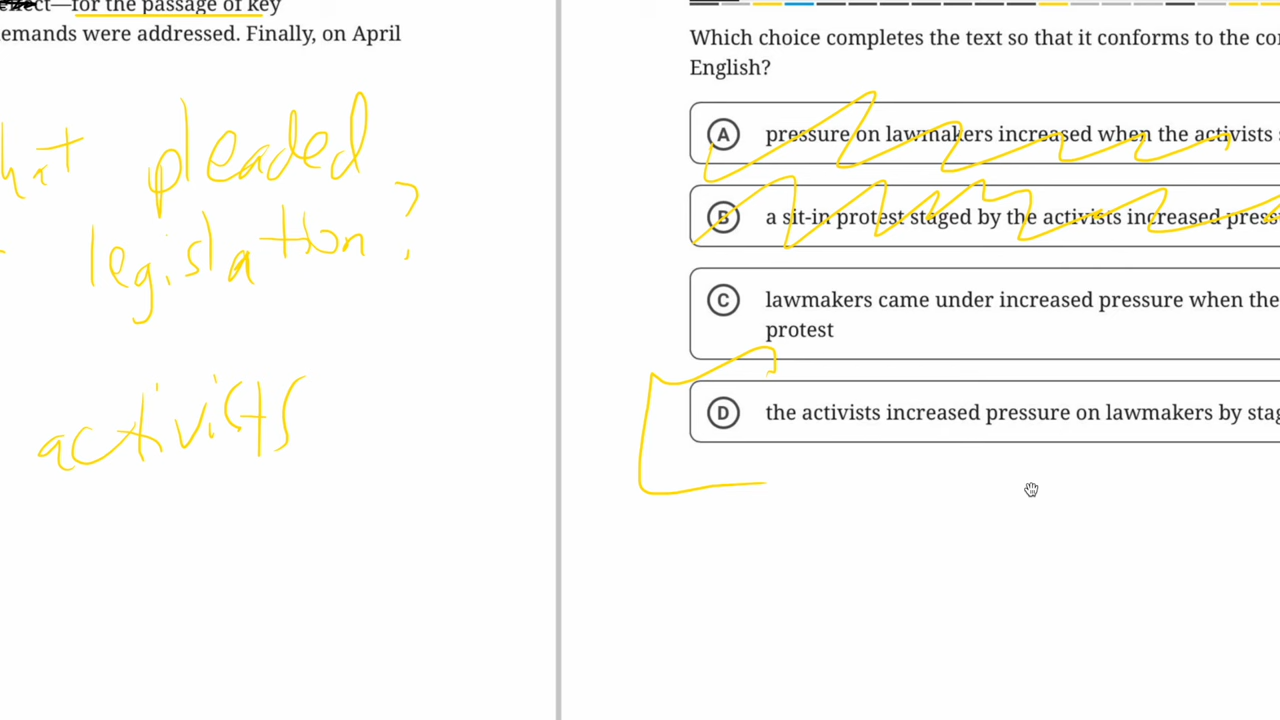 ect—for the passage of key
emands were addressed. Finally, on April
hat pleaded
legislation?
activists
Which choice completes the text so that it conforms to the
English?
A pressure on lawmakers increased when the activists
B a sit-in protest staged by the activists increased
C lawmakers came under increased pressure when the
protest
D the activists increased pressure on lawmakers by